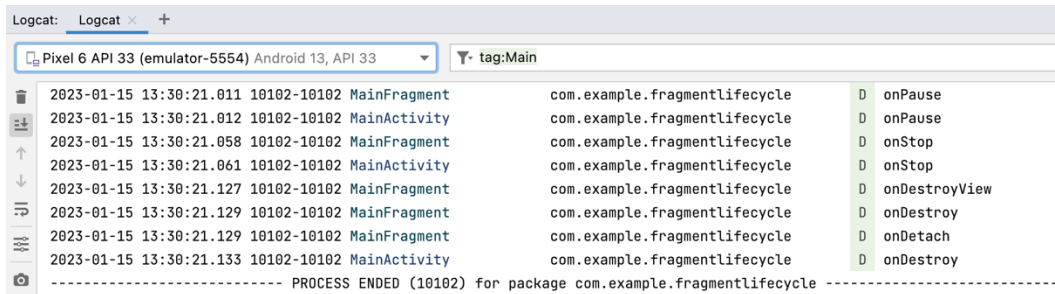 Logcat: Logcat × +
Pixel 6 API 33 (emulator-5554) Android 13, API 33 tag:Main
2023-01-15 13:30:21.011 10102-10102 MainFragment com.example.fragmentlifecycle D onPause
2023-01-15 13:30:21.012 10102-10102 MainActivity com.example.fragmentlifecycle D onPause
2023-01-15 13:30:21.058 10102-10102 MainFragment com.example.fragmentlifecycle D onStop
2023-01-15 13:30:21.061 10102-10102 MainActivity com.example.fragmentlifecycle D onStop
2023-01-15 13:30:21.127 10102-10102 MainFragment com.example.fragmentlifecycle D onDestroyView
2023-01-15 13:30:21.129 10102-10102 MainFragment com.example.fragmentlifecycle D onDestroy
2023-01-15 13:30:21.129 10102-10102 MainFragment com.example.fragmentlifecycle D onDetach
2023-01-15 13:30:21.133 10102-10102 MainActivity com.example.fragmentlifecycle D onDestroy
---------------------------- PROCESS ENDED (10102) for package com.example.fragmentlifecycle ----------------------------